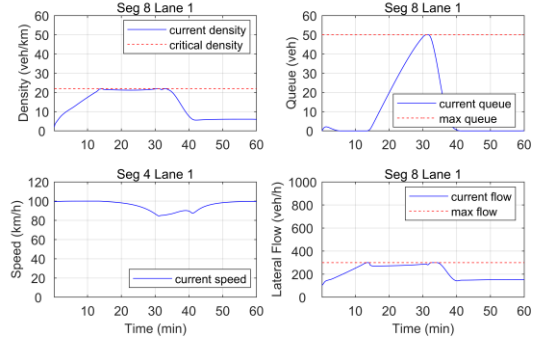 Seg 8 Lane 1
Density (veh/km)
60
50
40
30
20
10
0
current density
critical density
10 20 30 40 50 60
Seg 8 Lane 1
Queue (veh)
60
50
40
30
20
10
0
current queue
max queue
10 20 30 40 50 60
Seg 4 Lane 1
Speed (km/h)
120
100
80
60
40
20
0
current speed
10 20 30 40 50 60
Time (min)
Seg 8 Lane 1
Lateral Flow (veh/h)
1000
800
600
400
200
0
current flow
max flow
10 20 30 40 50 60
Time (min)